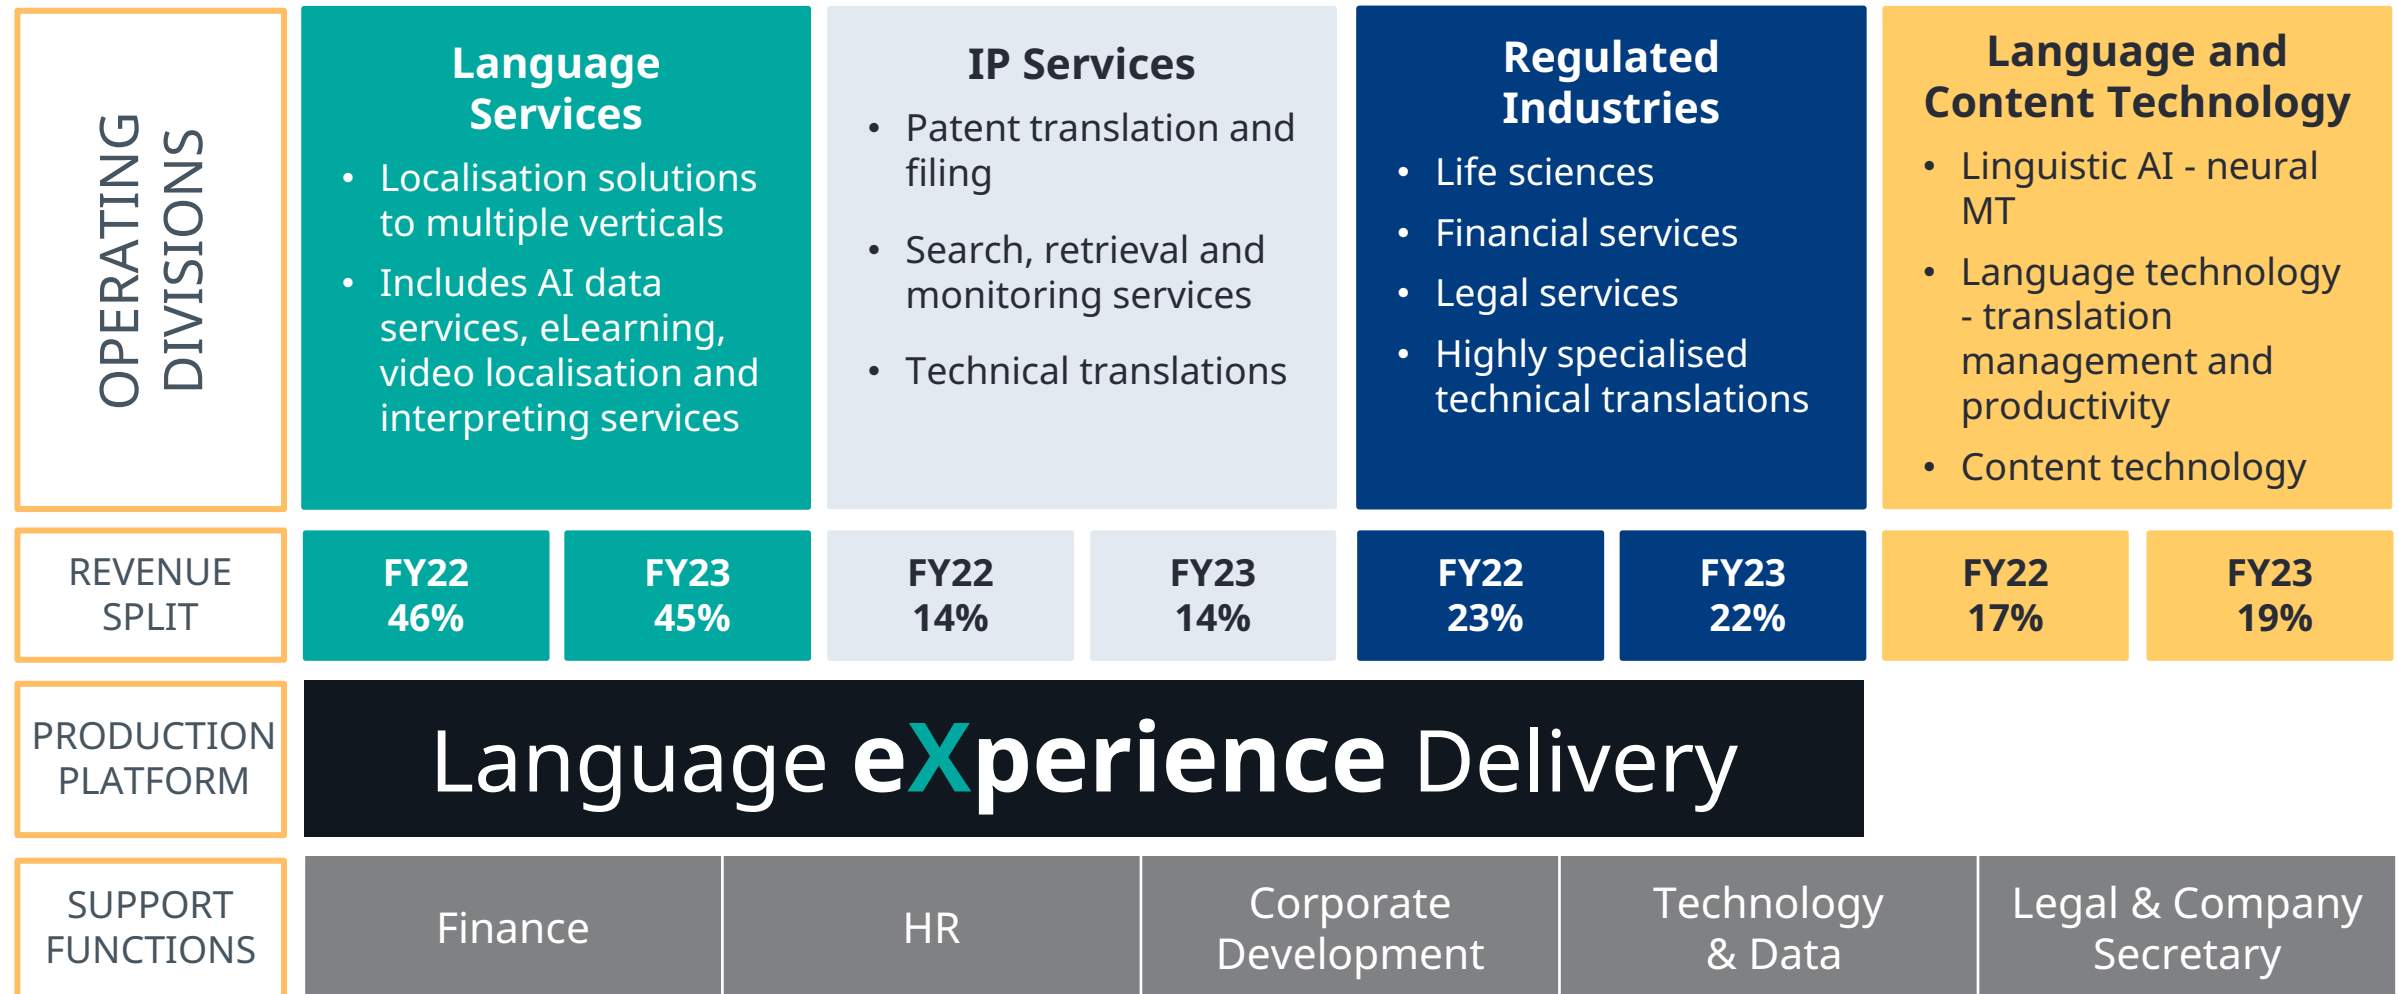 OPERATING
DIVISIONS
Language
Services
• Localisation solutions
to multiple verticals
• Includes AI data
services, eLearning,
video localisation and
interpreting services
IP Services
• Patent translation and
filing
• Search, retrieval and
monitoring services
• Technical translations
Regulated
Industries
• Life sciences
• Financial services
• Legal services
• Highly specialised
technical translations
Language and
Content Technology
• Linguistic AI - neural
MT
• Language technology
- translation
management and
productivity
• Content technology
REVENUE
SPLIT
FY22
46%
FY23
45%
FY22
14%
FY23
14%
FY22
23%
FY23
22%
FY22
17%
FY23
19%
PRODUCTION
PLATFORM
Language eXperience Delivery
SUPPORT
FUNCTIONS
Finance
HR
Corporate
Development
Technology
& Data
Legal & Company
Secretary